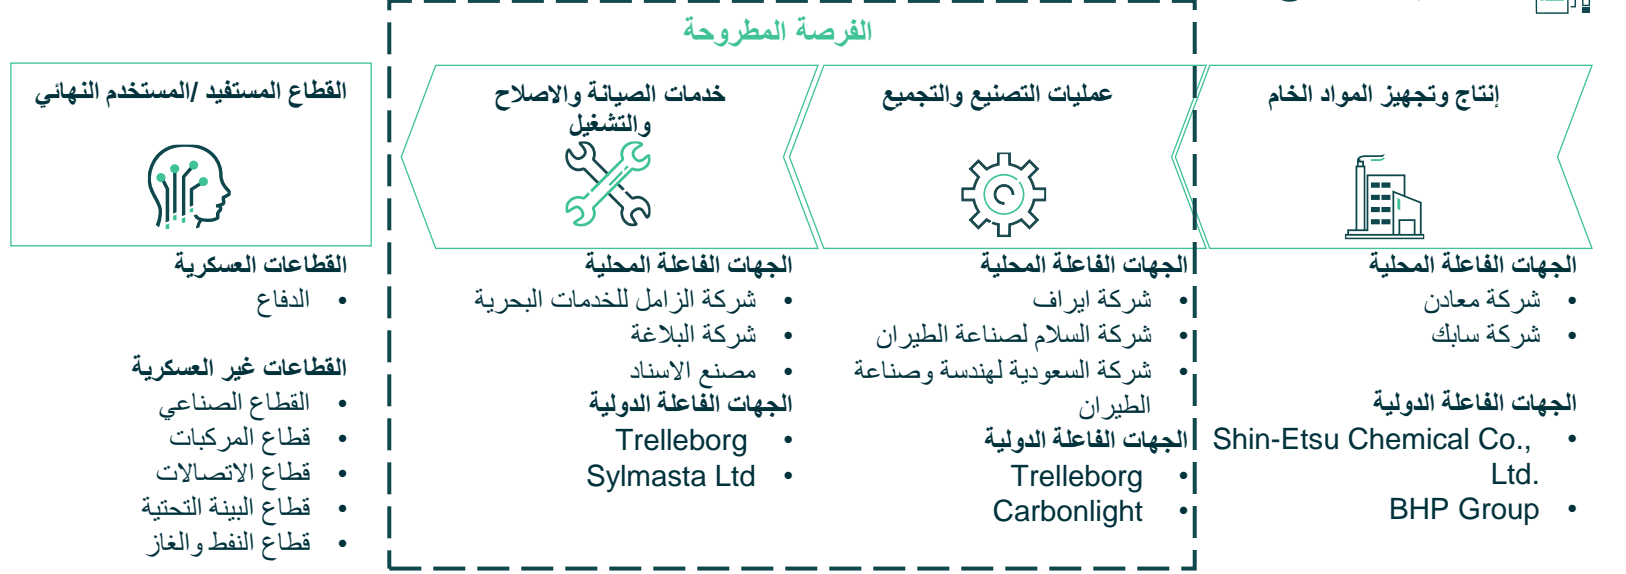 الفرصة المطروحة
إنتاج وتجهيز المواد الخام
الجهات الفاعلة المحلية
• شركة معادن
• شركة سابك
الجهات الفاعلة الدولية
• Shin-Etsu Chemical Co.,
Ltd.
• BHP Group
عمليات التصنيع والتجميع
الجهات الفاعلة المحلية
• شركة ايراف
• شركة السلام لصناعة الطيران
• شركة السعودية لهندسة وصناعة
الطيران
الجهات الفاعلة الدولية
• Trelleborg
• Carbonlight
خدمات الصيانة والاصلاح
والتشغيل
الجهات الفاعلة المحلية
• شركة الزامل للخدمات البحرية
• شركة البلاغة
• مصنع الاسناد
الجهات الفاعلة الدولية
• Trelleborg
• Sylmasta Ltd
القطاع المستفيد /المستخدم النهائي
القطاعات العسكرية
• الدفاع
القطاعات غير العسكرية
• القطاع الصناعي
• قطاع المركبات
• قطاع الاتصالات
• قطاع البينة التحتية
• قطاع النفط والغاز